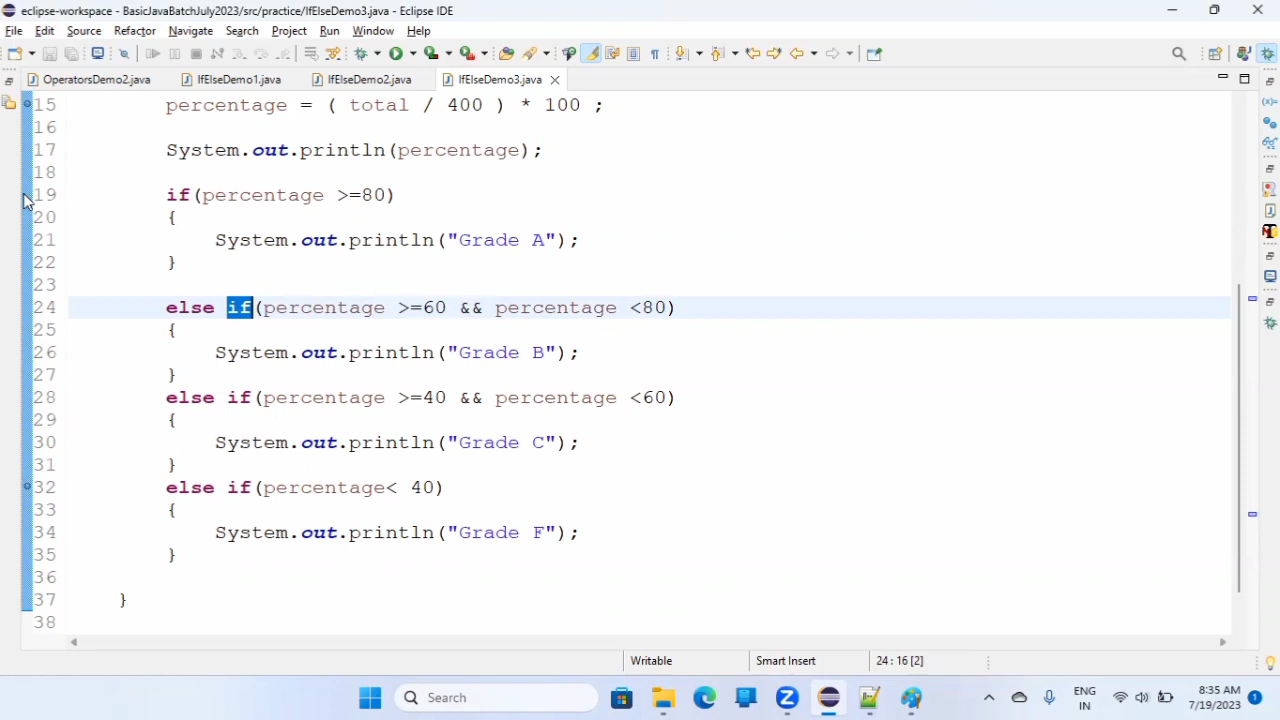 eclipse-workspace - BasicJavaBatchJuly2023/src/practice/IfElseDemo3.java - Eclipse IDE
File Edit Source Refactor Navigate Search Project Run Window Help
OperatorsDemo2.java IfElseDemo1.java IfElseDemo2.java IfElseDemo3.java
15 percentage = ( total / 400 ) * 100 ;
16
17 System.out.println(percentage);
18
19 if(percentage >=80)
20 {
21 System.out.println("Grade A");
22 }
23
24 else if(percentage >=60 && percentage <80)
25 {
26 System.out.println("Grade B");
27 }
28 else if(percentage >=40 && percentage <60)
29 {
30 System.out.println("Grade C");
31 }
32 else if(percentage< 40)
33 {
34 System.out.println("Grade F");
35 }
36
37 }
38
Writable Smart Insert 24 : 16 [2]
Search
ENG
IN
8:35 AM
7/19/2023
1